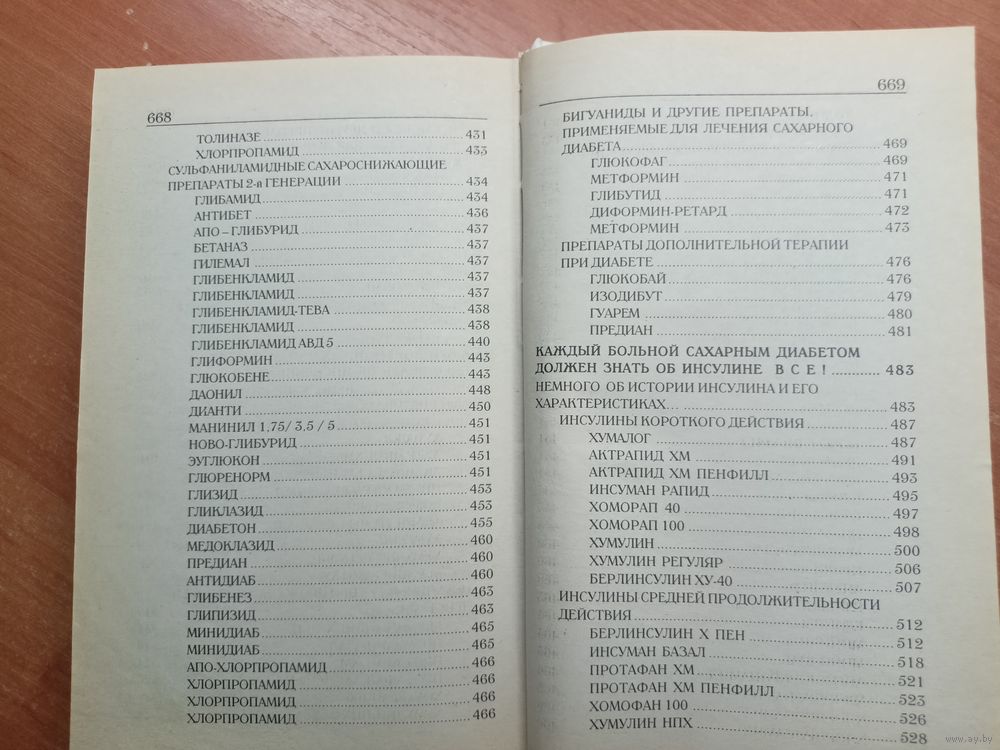 668
ТОЛИНАЗЕ 431
ХЛОРПРОПАМИД 433
СУЛЬФАНИЛАМИДНЫЕ САХАРОСНИЖАЮЩИЕ
ПРЕПАРАТЫ 2-й ГЕНЕРАЦИИ 434
ГЛИБАМИД 434
АНТИБЕТ 436
АПО – ГЛИБУРИД 437
БЕТАНАЗ 437
ГИЛЕМАЛ 437
ГЛИБЕНКЛАМИД 437
ГЛИБЕНКЛАМИД 437
ГЛИБЕНКЛАМИД-ТЕВА 438
ГЛИБЕНКЛАМИД 438
ГЛИБЕНКЛАМИД АВД 5 440
ГЛИФОРМИН 443
ГЛЮКОБЕНЕ 443
ДАОНИЛ 448
ДИАНТИ 450
МАНИНИЛ 1,75/ 3,5 / 5 451
НОВО-ГЛИБУРИД 451
ЭУГЛЮКОН 451
ГЛЮРЕНОРМ 451
ГЛИЗИД 453
ГЛИКЛАЗИД 453
ДИАБЕТОН 455
МЕДОКЛАЗИД 460
ПРЕДИАН 460
АНТИДИАБ 460
ГЛИБЕНЕЗ 463
ГЛИПИЗИД 463
МИНИДИАБ 465
МИНИДИАБ 465
АПО-ХЛОРПРОПАМИД 466
ХЛОРПРОПАМИД 466
ХЛОРПРОПАМИД 466
ХЛОРПРОПАМИД 466
669
БИГУАНИДЫ И ДРУГИЕ ПРЕПАРАТЫ,
ПРИМЕНЯЕМЫЕ ДЛЯ ЛЕЧЕНИЯ САХАРНОГО
ДИАБЕТА 469
ГЛЮКОФАГ 469
МЕТФОРМИН 471
ГЛИБУТИД 471
ДИФОРМИН-РЕТАРД 472
МЕТФОРМИН 473
ПРЕПАРАТЫ ДОПОЛНИТЕЛЬНОЙ ТЕРАПИИ
ПРИ ДИАБЕТЕ 476
ГЛЮКОБАЙ 476
ИЗОДИБУТ 479
ГУАРЕМ 480
ПРЕДИАН 481
КАЖДЫЙ БОЛЬНОЙ САХАРНЫМ ДИАБЕТОМ
ДОЛЖЕН ЗНАТЬ ОБ ИНСУЛИНЕ В С Е ! 483
НЕМНОГО ОБ ИСТОРИИ ИНСУЛИНА И ЕГО
ХАРАКТЕРИСТИКАХ... 483
ИНСУЛИНЫ КОРОТКОГО ДЕЙСТВИЯ 487
ХУМАЛОГ 487
АКТРАПИД ХМ 491
АКТРАПИД ХМ ПЕНФИЛЛ 493
ИНСУМАН РАПИД 495
ХОМОРАП 40 497
ХОМОРАП 100 498
ХУМУЛИН 500
ХУМУЛИН РЕГУЛЯР 506
БЕРЛИНСУЛИН ХУ-40 507
ИНСУЛИНЫ СРЕДНЕЙ ПРОДОЛЖИТЕЛЬНОСТИ
ДЕЙСТВИЯ 512
БЕРЛИНСУЛИН Х ПЕН 512
ИНСУМАН БАЗАЛ 518
ПРОТАФАН ХМ 521
ПРОТАФАН ХМ ПЕНФИЛЛ 523
ХОМОФАН 100 526
ХУМУЛИН НПХ 528
www.ay.by